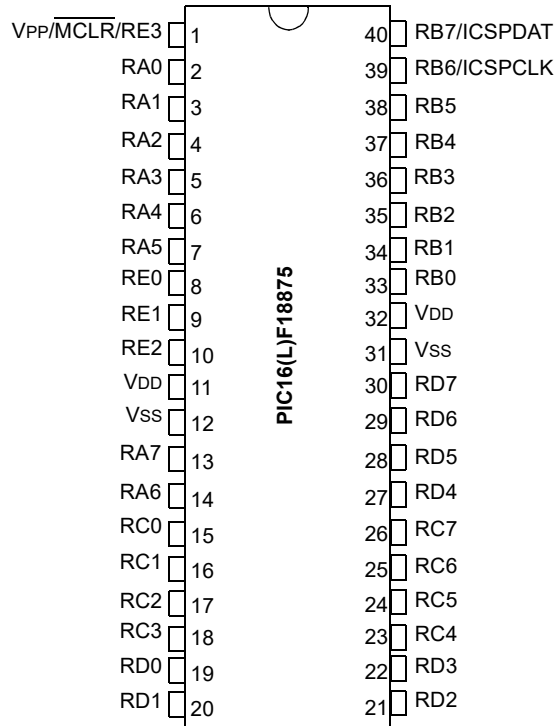 VPP/MCLR/RE3 1 40 RB7/ICSPDAT
RA0 2 39 RB6/ICSPCLK
RA1 3 38 RB5
RA2 4 37 RB4
RA3 5 36 RB3
RA4 6 35 RB2
RA5 7 34 RB1
RE0 8 33 RB0
RE1 9 32 VDD
RE2 10 31 VSS
VDD 11 30 RD7
VSS 12 29 RD6
RA7 13 28 RD5
RA6 14 27 RD4
RC0 15 26 RC7
RC1 16 25 RC6
RC2 17 24 RC5
RC3 18 23 RC4
RD0 19 22 RD3
RD1 20 21 RD2
PIC16(L)F18875